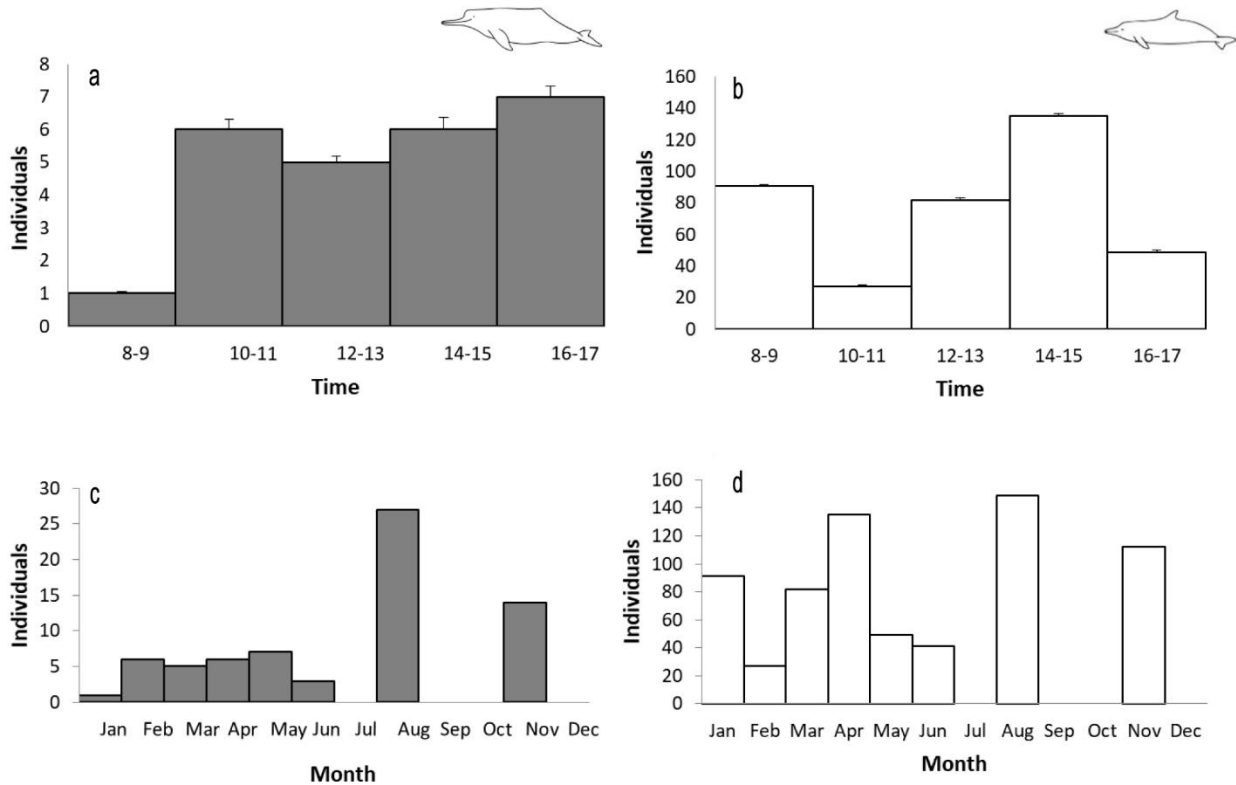 a
8
7
6
5
4
3
2
1
0
Individuals
8-9 10-11 12-13 14-15 16-17
Time
b
160
140
120
100
80
60
40
20
0
Individuals
8-9 10-11 12-13 14-15 16-17
Time
c
30
25
20
15
10
5
0
Individuals
Jan Feb Mar Apr May Jun Jul Aug Sep Oct Nov Dec
Month
d
160
140
120
100
80
60
40
20
0
Individuals
Jan Feb Mar Apr May Jun Jul Aug Sep Oct Nov Dec
Month